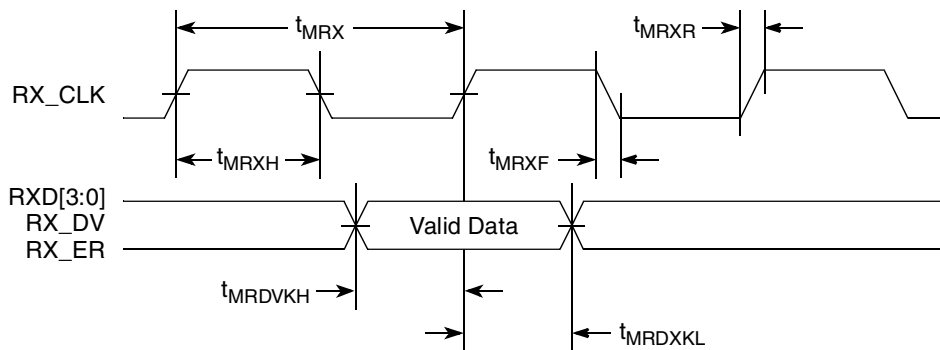 tMRX
tMRXR
RX_CLK
tMRXH
tMRXF
RXD[3:0]
RX_DV
RX_ER
Valid Data
tMRDVKH
tMRDXKL